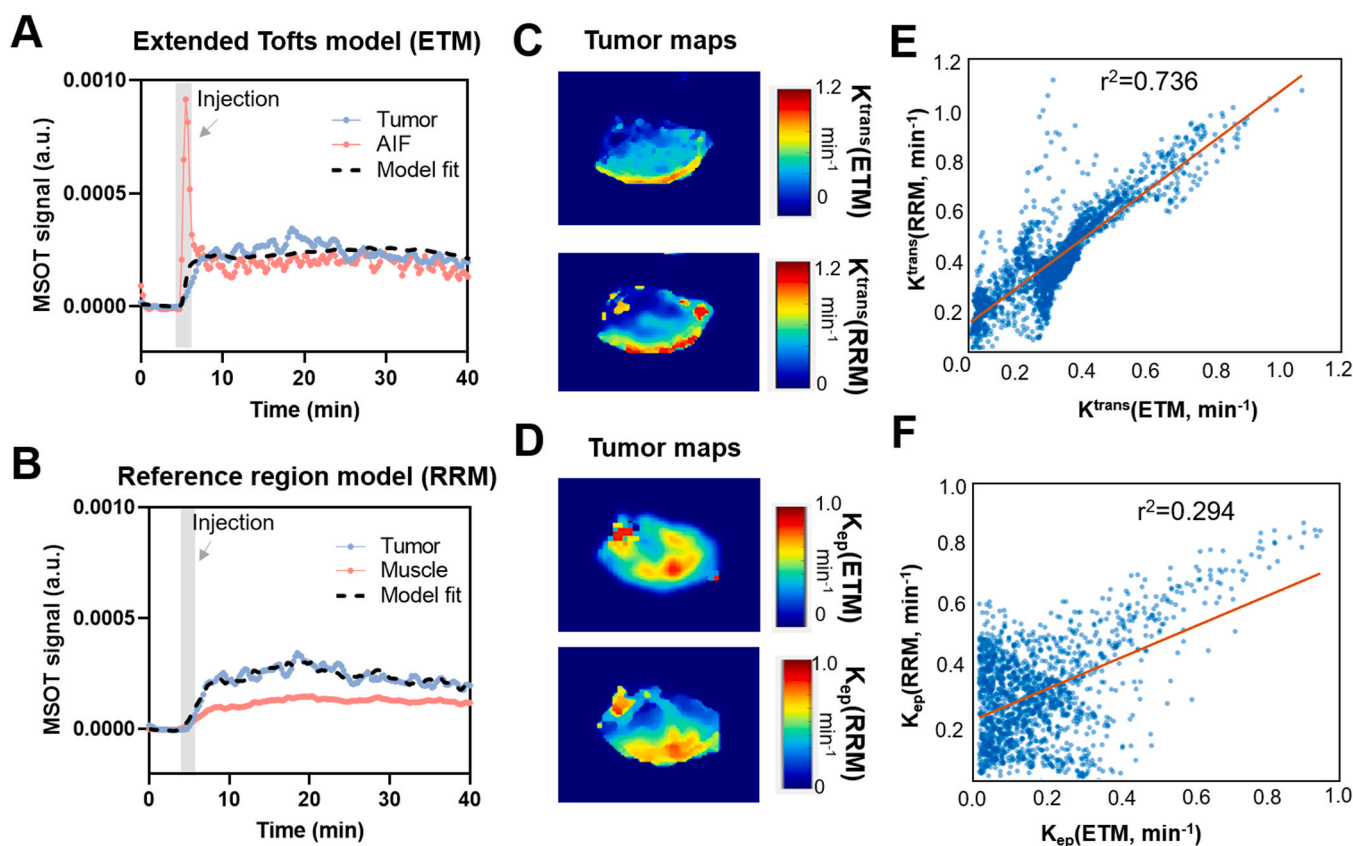 A
Extended Tofts model (ETM)
0.0010
0.0005
0.0000
MSOT signal (a.u.)
Injection
Tumor
AIF
Model fit
0
10
20
30
40
Time (min)
B
Reference region model (RRM)
0.0010
0.0005
0.0000
MSOT signal (a.u.)
Injection
Tumor
Muscle
Model fit
0
10
20
30
40
Time (min)
C
Tumor maps
1.2
min⁻¹
0
Kᵗʳᵃⁿˢ(ETM)
1.2
min⁻¹
0
Kᵗʳᵃⁿˢ(RRM)
D
Tumor maps
1.0
min⁻¹
0
Kₑₚ(ETM)
1.0
min⁻¹
0
Kₑₚ(RRM)
E
r²=0.736
1.2
1.0
0.8
0.6
0.4
0.2
0.0
Kᵗʳᵃⁿˢ(RRM, min⁻¹)
0.2
0.4
0.6
0.8
1.0
1.2
Kᵗʳᵃⁿˢ(ETM, min⁻¹)
F
r²=0.294
1.0
0.8
0.6
0.4
0.2
Kₑₚ(RRM, min⁻¹)
0.0
0.2
0.4
0.6
0.8
1.0
Kₑₚ(ETM, min⁻¹)